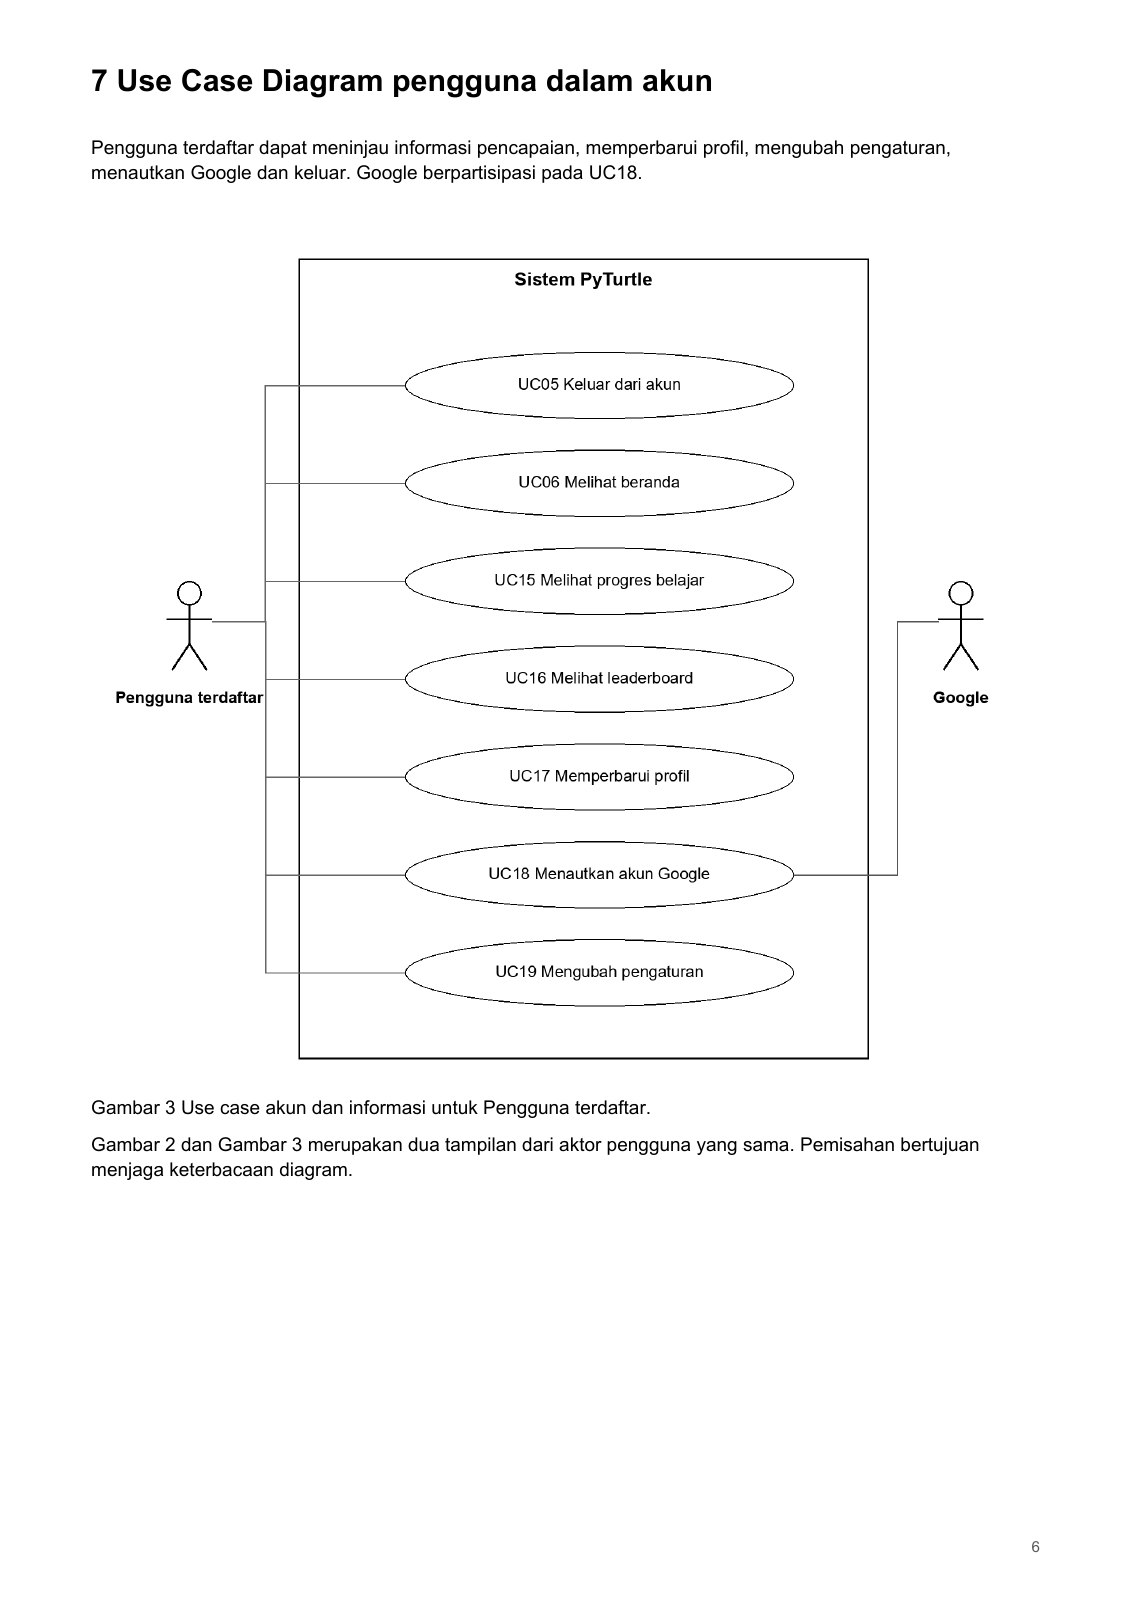 7 Use Case Diagram pengguna dalam akun
Pengguna terdaftar dapat meninjau informasi pencapaian, memperbarui profil, mengubah pengaturan,
menautkan Google dan keluar. Google berpartisipasi pada UC18.
Sistem PyTurtle
UC05 Keluar dari akun
UC06 Melihat beranda
UC15 Melihat progres belajar
UC16 Melihat leaderboard
Pengguna terdaftar
Google
UC17 Memperbarui profil
UC18 Menautkan akun Google
UC19 Mengubah pengaturan
Gambar 3 Use case akun dan informasi untuk Pengguna terdaftar.
Gambar 2 dan Gambar 3 merupakan dua tampilan dari aktor pengguna yang sama. Pemisahan bertujuan
menjaga keterbacaan diagram.
6